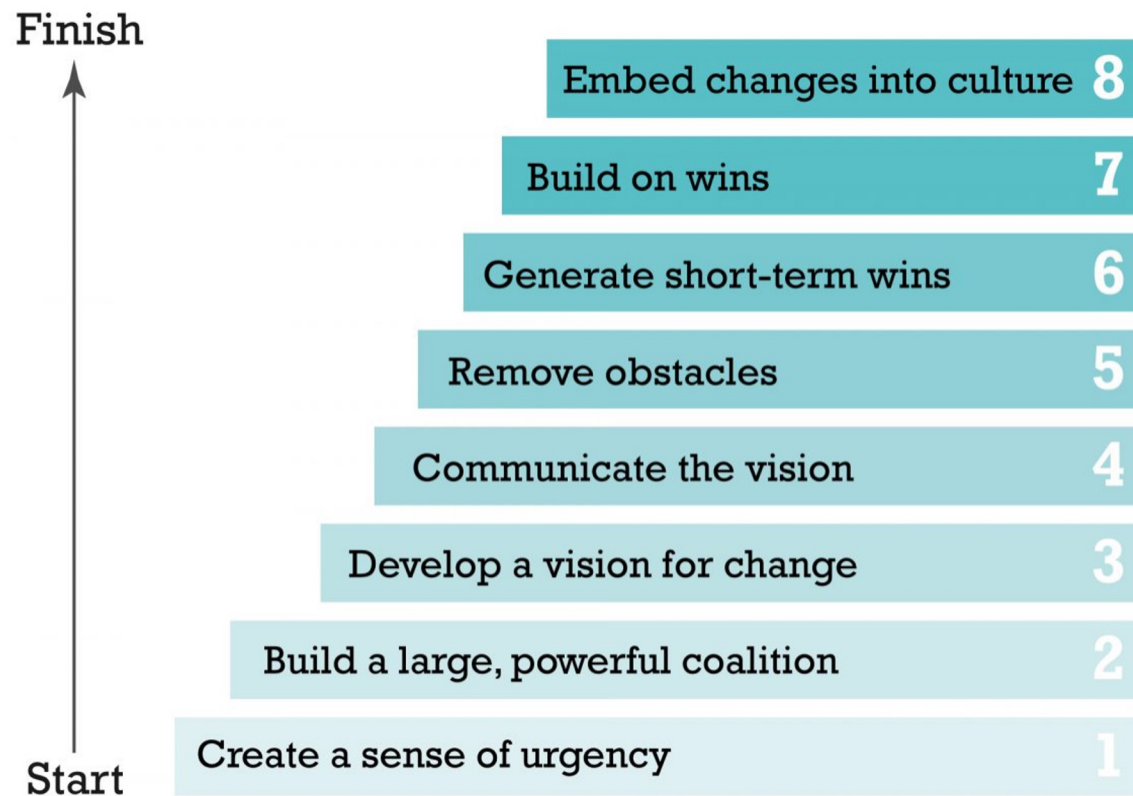 Finish
Embed changes into culture 8
Build on wins 7
Generate short-term wins 6
Remove obstacles 5
Communicate the vision 4
Develop a vision for change 3
Build a large, powerful coalition 2
Create a sense of urgency 1
Start